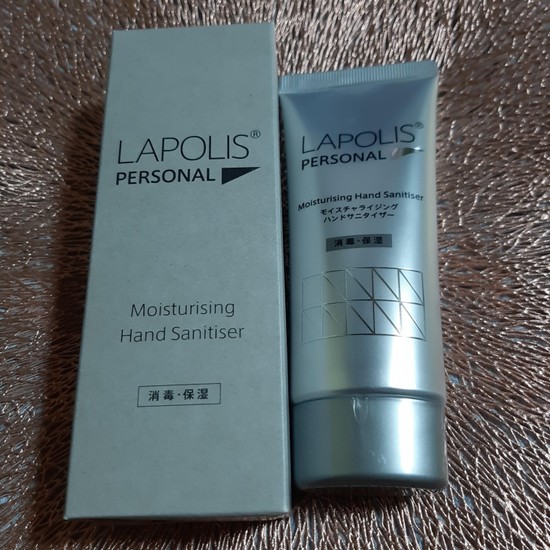 LAPOLIS®
PERSONAL
Moisturising
Hand Sanitiser
消毒・保湿
LAPOLIS®
PERSONAL
Moisturising Hand Sanitiser
モイスチャライジング
ハンドサニタイザー
消毒・保湿